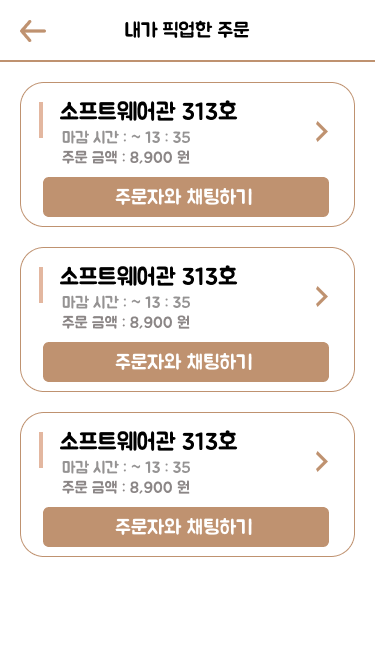 내가 픽업한 주문
소프트웨어관 313호
마감 시간 : ~ 13 : 35
주문 금액 : 8,900 원
주문자와 채팅하기
소프트웨어관 313호
마감 시간 : ~ 13 : 35
주문 금액 : 8,900 원
주문자와 채팅하기
소프트웨어관 313호
마감 시간 : ~ 13 : 35
주문 금액 : 8,900 원
주문자와 채팅하기